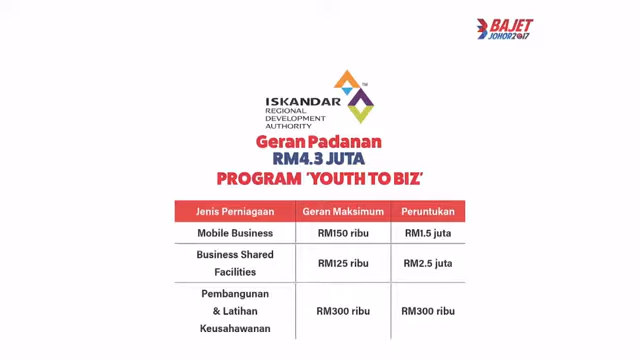 BAJET
JOHOR2017
ISKANDAR
REGIONAL
DEVELOPMENT
AUTHORITY
TM
Geran Padanan
RM4.3 JUTA
PROGRAM 'YOUTH TO BIZ'
Jenis Perniagaan Geran Maksimum Peruntukan
Mobile Business RM150 ribu RM1.5 juta
Business Shared
Facilities RM125 ribu RM2.5 juta
Pembangunan
& Latihan
Keusahawanan RM300 ribu RM300 ribu